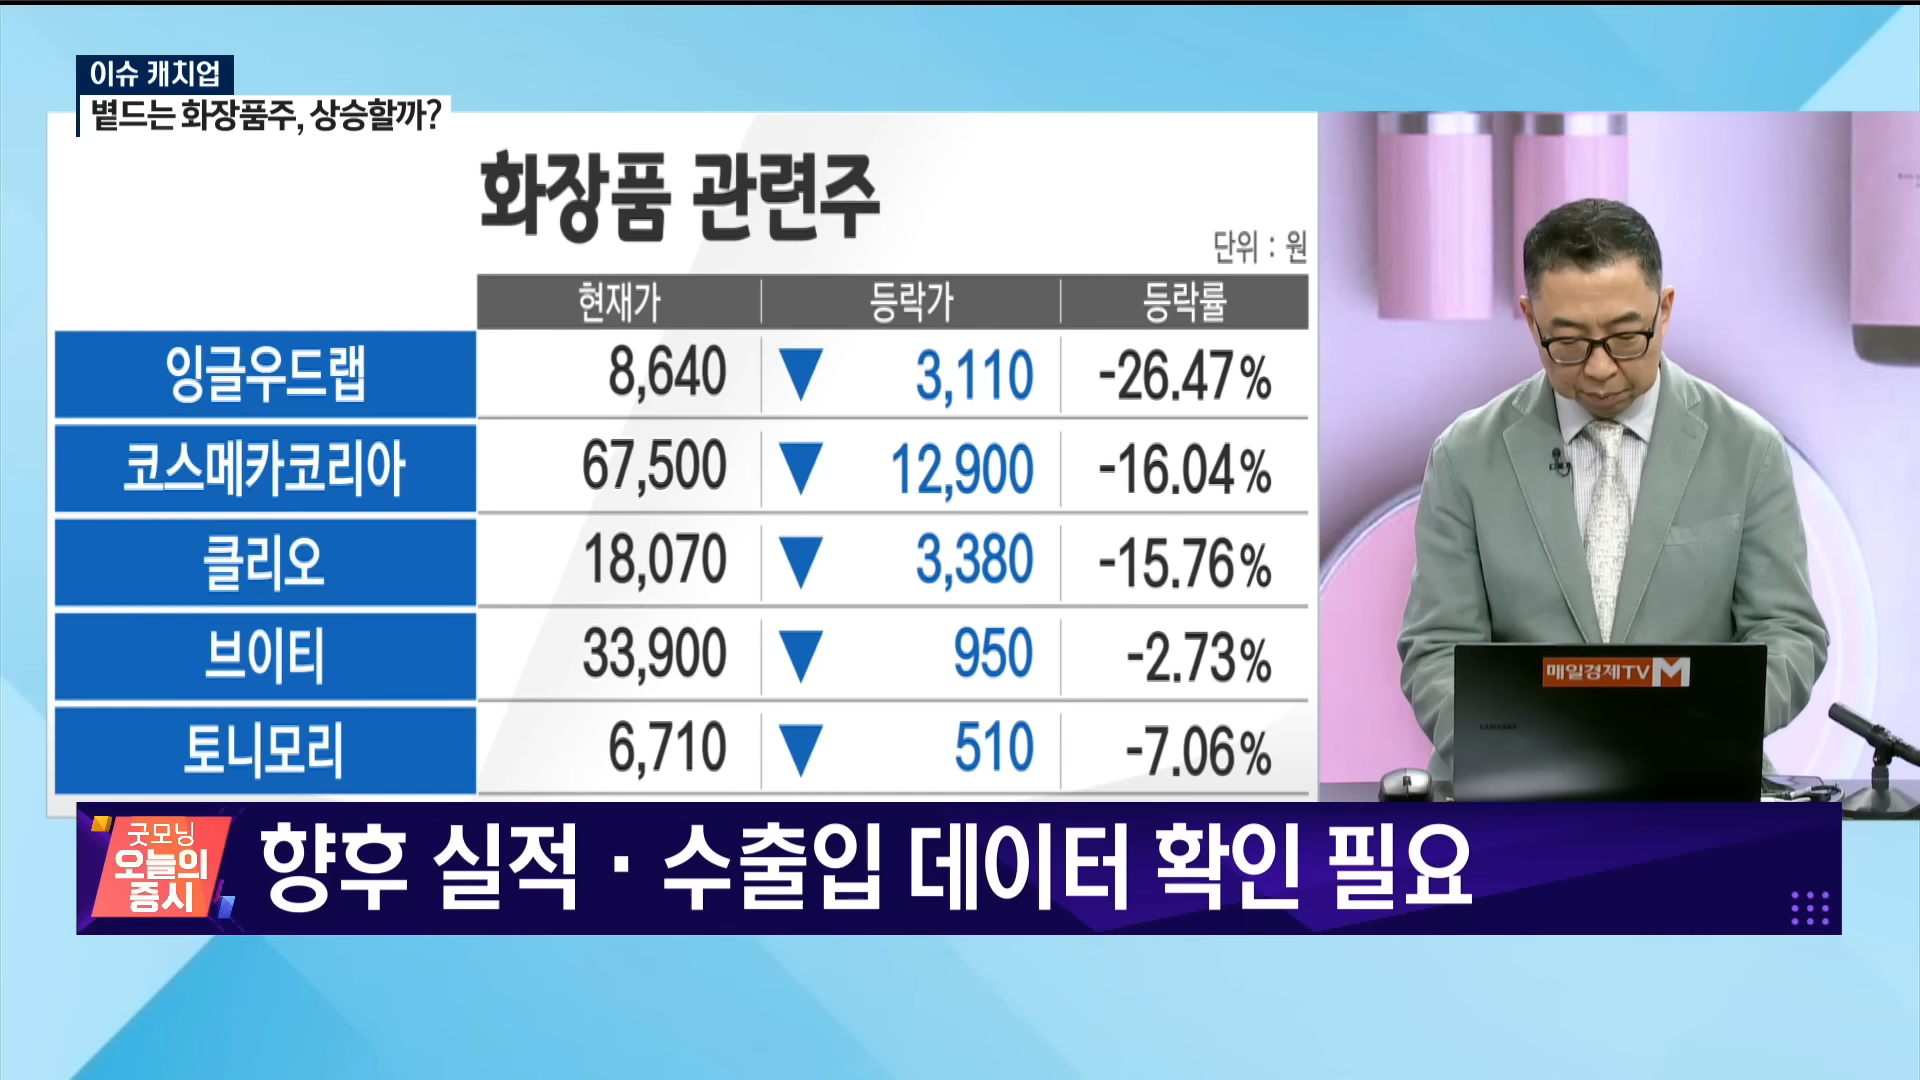 이슈 캐치업
볕드는 화장품주, 상승할까?
화장품 관련주
단위 : 원
현재가 등락가 등락률
잉글우드랩 8,640 ▼ 3,110 -26.47%
코스메카코리아 67,500 ▼ 12,900 -16.04%
클리오 18,070 ▼ 3,380 -15.76%
브이티 33,900 ▼ 950 -2.73%
토니모리 6,710 ▼ 510 -7.06%
매일경제TV M
SAMSUNG
굿모닝
오늘의
증시
향후 실적 · 수출입 데이터 확인 필요